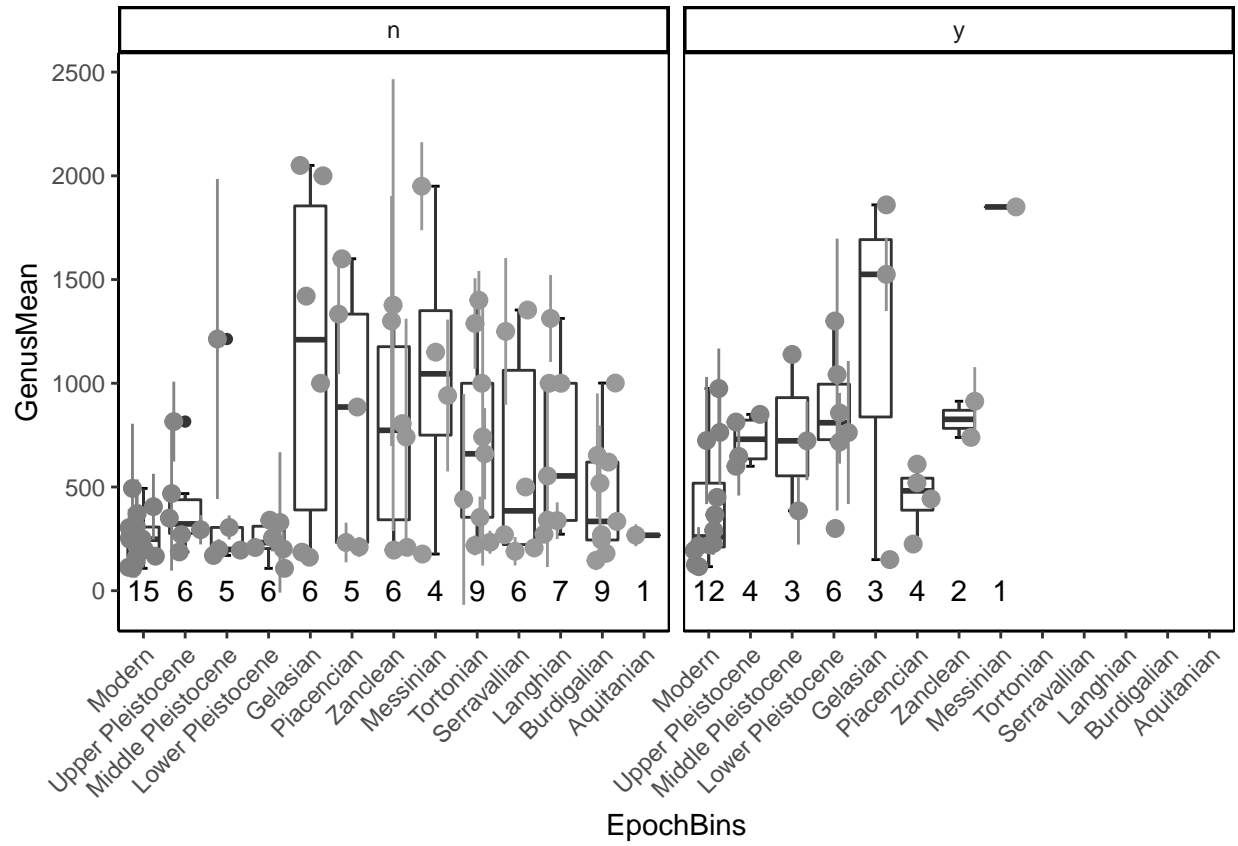 n y
2500
2000
1500
1000
500
0
GenusMean
15 6 5 6 6 5 6 4 9 6 7 9 1
12 4 3 6 3 4 2 1
Modern
Upper Pleistocene
Middle Pleistocene
Lower Pleistocene
Gelasian
Piacencian
Zanclean
Messinian
Tortonian
Serravallian
Langhian
Burdigalian
Aquitanian
Modern
Upper Pleistocene
Middle Pleistocene
Lower Pleistocene
Gelasian
Piacencian
Zanclean
Messinian
Tortonian
Serravallian
Langhian
Burdigalian
Aquitanian
EpochBins